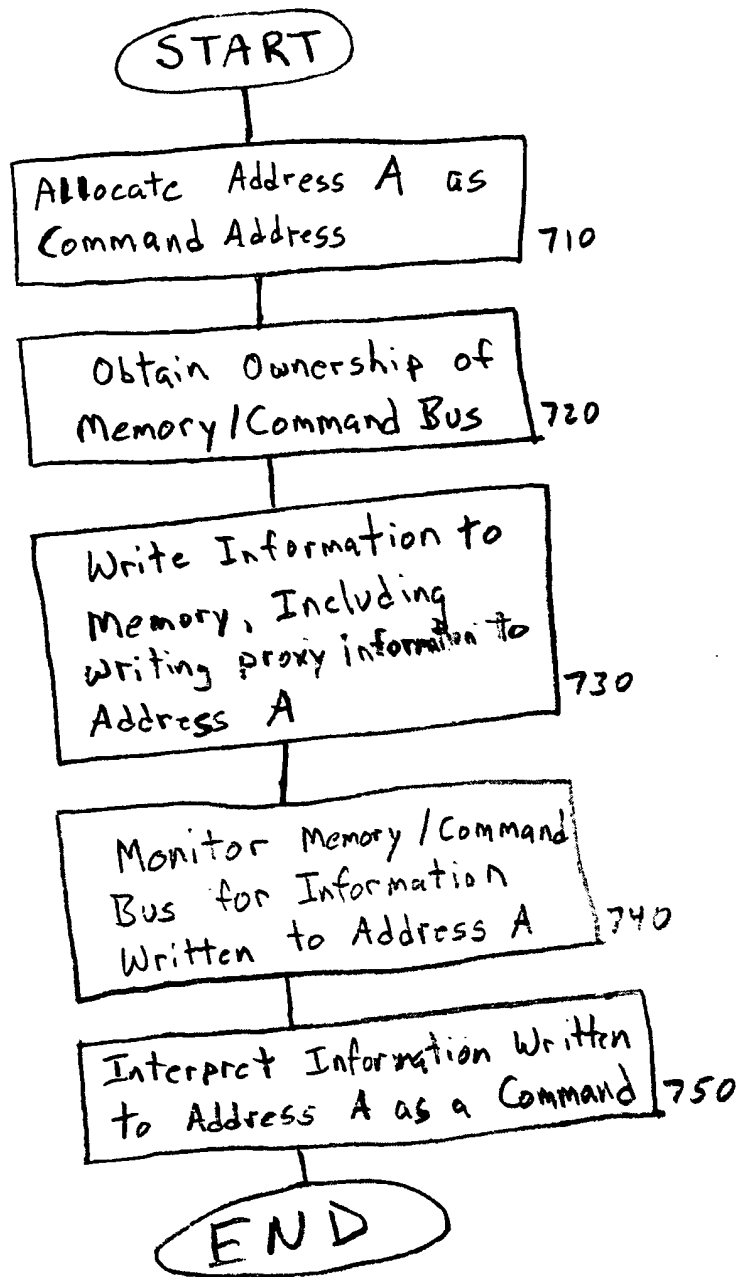 START
Allocate Address A as
Command Address
710
Obtain Ownership of
Memory/Command Bus
720
Write Information to
Memory, Including
writing proxy information to
Address A
730
Monitor Memory/Command
Bus for Information
Written to Address A
740
Interpret Information Written
to Address A as a Command
750
END